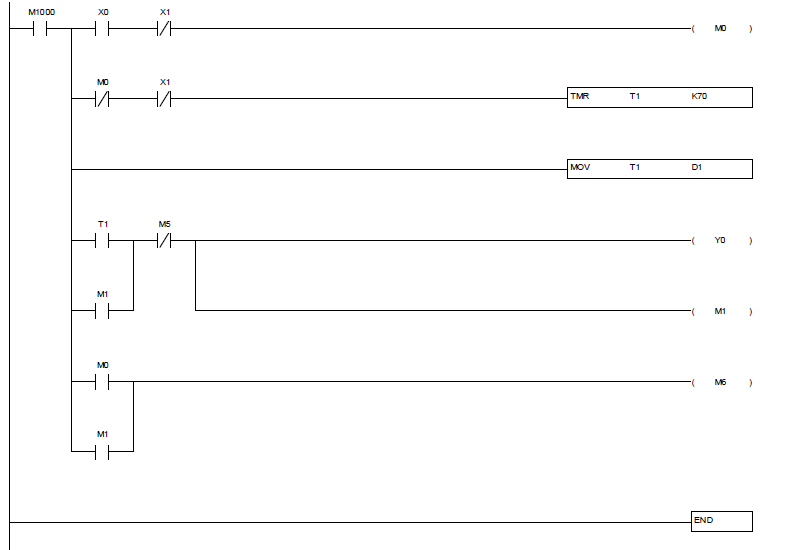 M1000 X0 X1
( M0 )
M0 X1
TMR T1 K70
MOV T1 D1
T1 M5
( Y0 )
M1
( M1 )
M0
( M6 )
M1
END